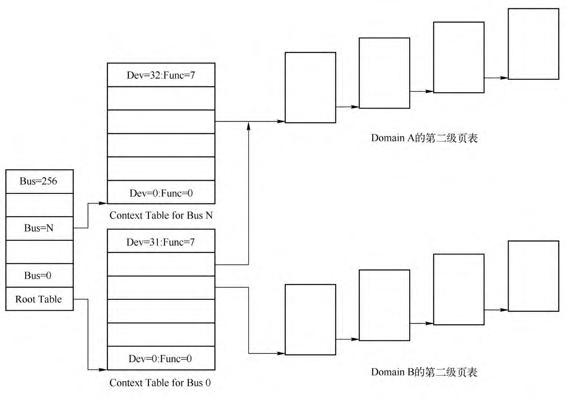 Dev=32:Func=7
Domain A的第二级页表
Bus=256
Dev=0:Func=0
Context Table for Bus N
Bus=N
Dev=31:Func=7
Bus=0
Root Table
Dev=0:Func=0
Context Table for Bus 0
Domain B的第二级页表